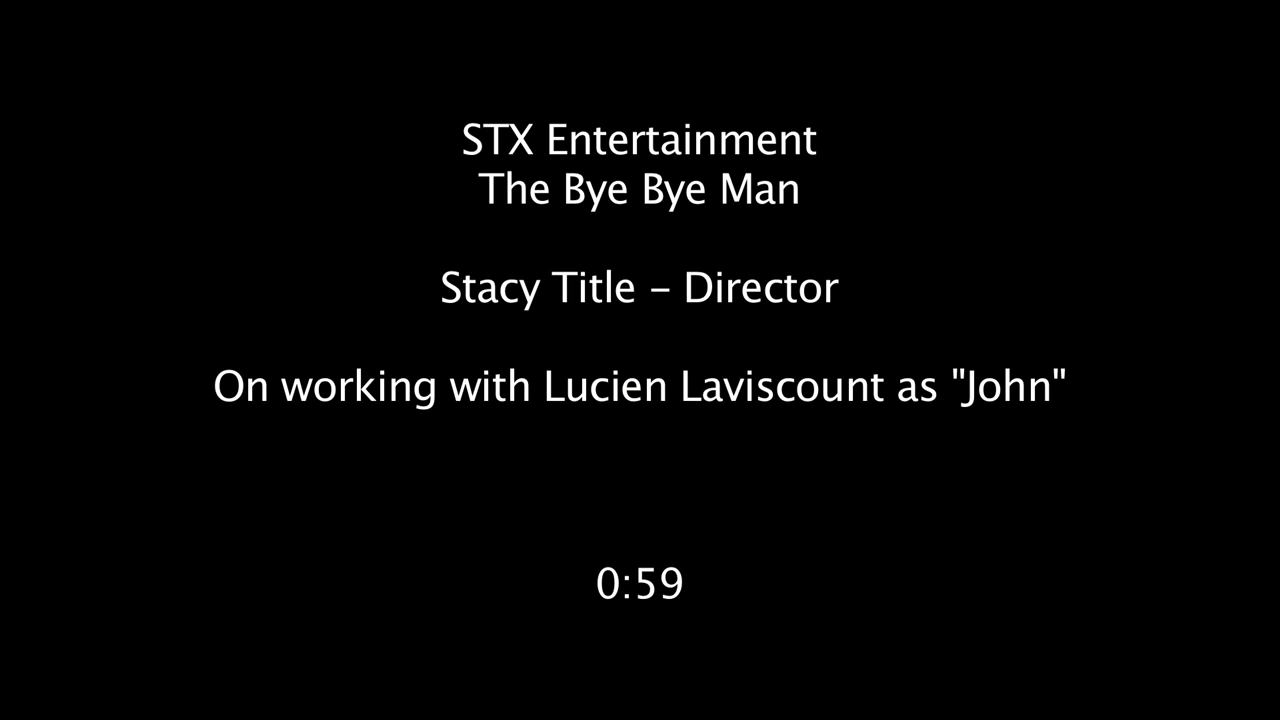 STX Entertainment
The Bye Bye Man
Stacy Title – Director
On working with Lucien Laviscount as "John"
0:59